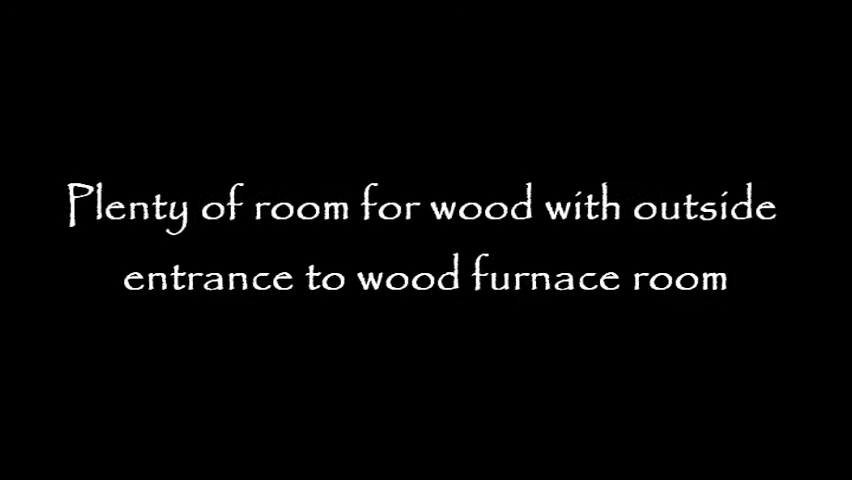 Plenty of room for wood with outside
entrance to wood furnace room